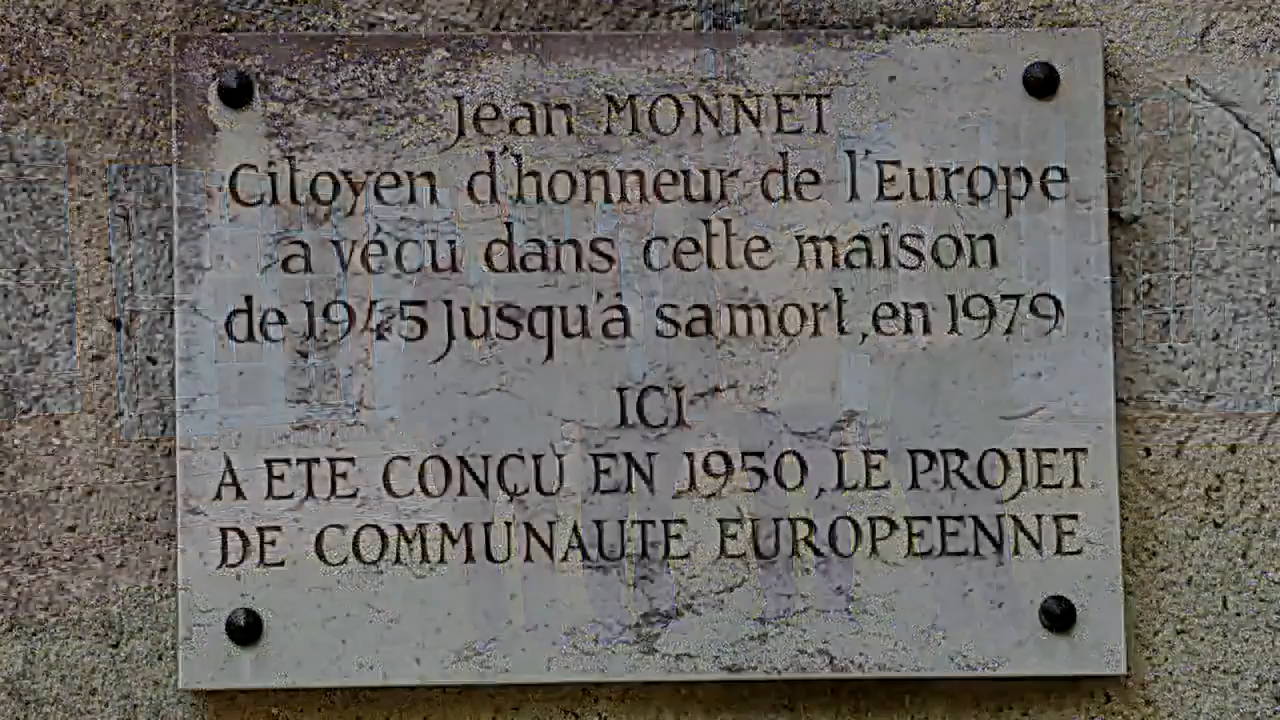 Jean MONNET
Citoyen d'honneur de l'Europe
a vécu dans cette maison
de 1945 jusqu'à sa mort, en 1979
ICI
A ETE CONÇU EN 1950, LE PROJET
DE COMMUNAUTE EUROPEENNE